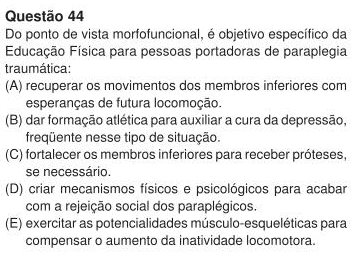 Questão 44
Do ponto de vista morfofuncional, é objetivo específico da
Educação Física para pessoas portadoras de paraplegia
traumática:
(A) recuperar os movimentos dos membros inferiores com
esperanças de futura locomoção.
(B) dar formação atlética para auxiliar a cura da depressão,
freqüente nesse tipo de situação.
(C) fortalecer os membros inferiores para receber próteses,
se necessário.
(D) criar mecanismos físicos e psicológicos para acabar
com a rejeição social dos paraplégicos.
(E) exercitar as potencialidades músculo-esqueléticas para
compensar o aumento da inatividade locomotora.